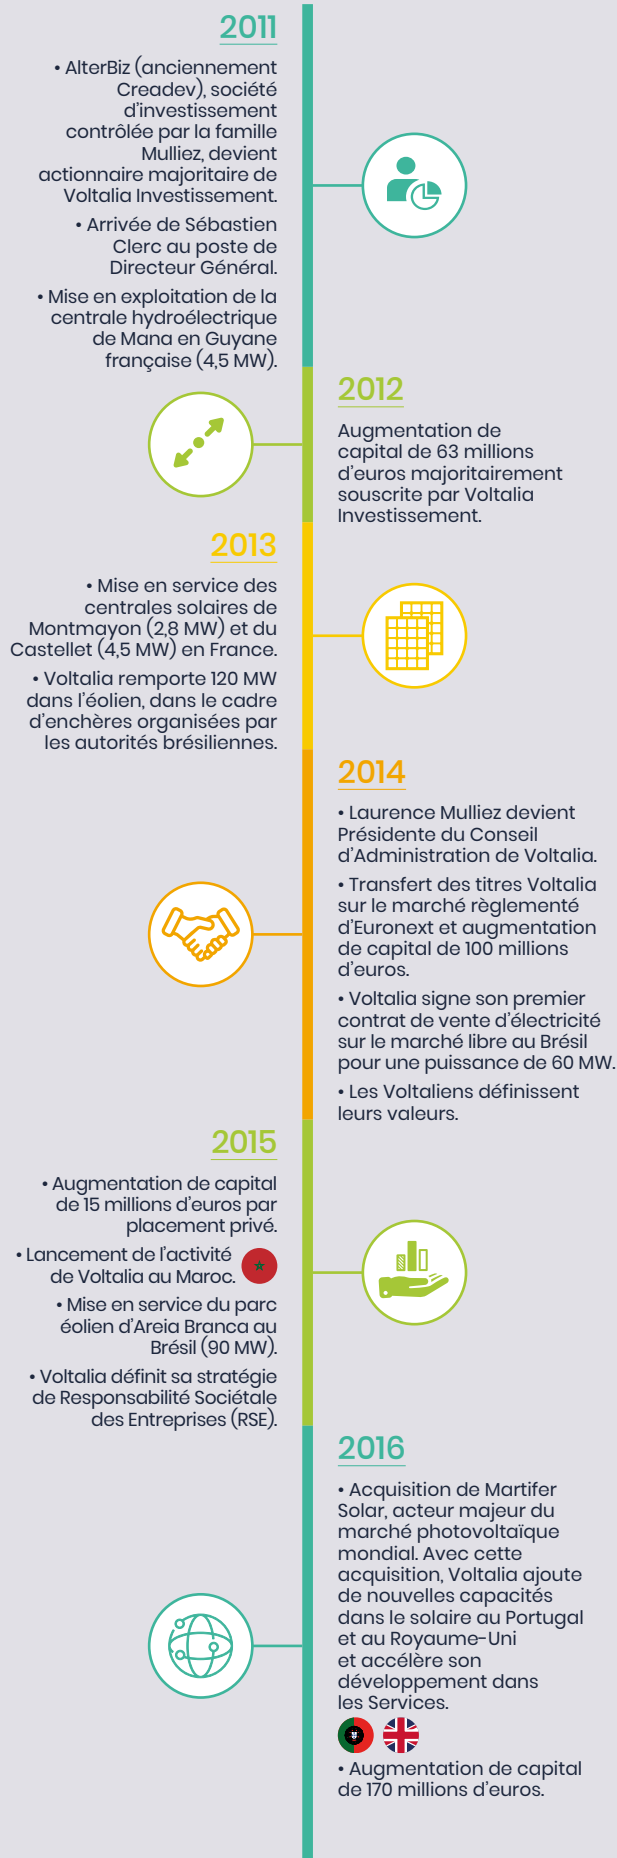 2011
• AlterBiz (anciennement
Creadev), société
d'investissement
contrôlée par la famille
Mulliez, devient
actionnaire majoritaire de
Voltalia Investissement.
• Arrivée de Sébastien
Clerc au poste de
Directeur Général.
• Mise en exploitation de la
centrale hydroélectrique
de Mana en Guyane
française (4,5 MW).
2012
Augmentation de
capital de 63 millions
d'euros majoritairement
souscrite par Voltalia
Investissement.
2013
• Mise en service des
centrales solaires de
Montmayon (2,8 MW) et du
Castellet (4,5 MW) en France.
• Voltalia remporte 120 MW
dans l'éolien, dans le cadre
d'enchères organisées par
les autorités brésiliennes.
2014
• Laurence Mulliez devient
Présidente du Conseil
d'Administration de Voltalia.
• Transfert des titres Voltalia
sur le marché règlementé
d'Euronext et augmentation
de capital de 100 millions
d'euros.
• Voltalia signe son premier
contrat de vente d'électricité
sur le marché libre au Brésil
pour une puissance de 60 MW.
• Les Voltaliens définissent
leurs valeurs.
2015
• Augmentation de capital
de 15 millions d'euros par
placement privé.
• Lancement de l'activité
de Voltalia au Maroc.
• Mise en service du parc
éolien d'Areia Branca au
Brésil (90 MW).
• Voltalia définit sa stratégie
de Responsabilité Sociétale
des Entreprises (RSE).
2016
• Acquisition de Martifer
Solar, acteur majeur du
marché photovoltaïque
mondial. Avec cette
acquisition, Voltalia ajoute
de nouvelles capacités
dans le solaire au Portugal
et au Royaume-Uni
et accélère son
développement dans
les Services.
• Augmentation de capital
de 170 millions d'euros.